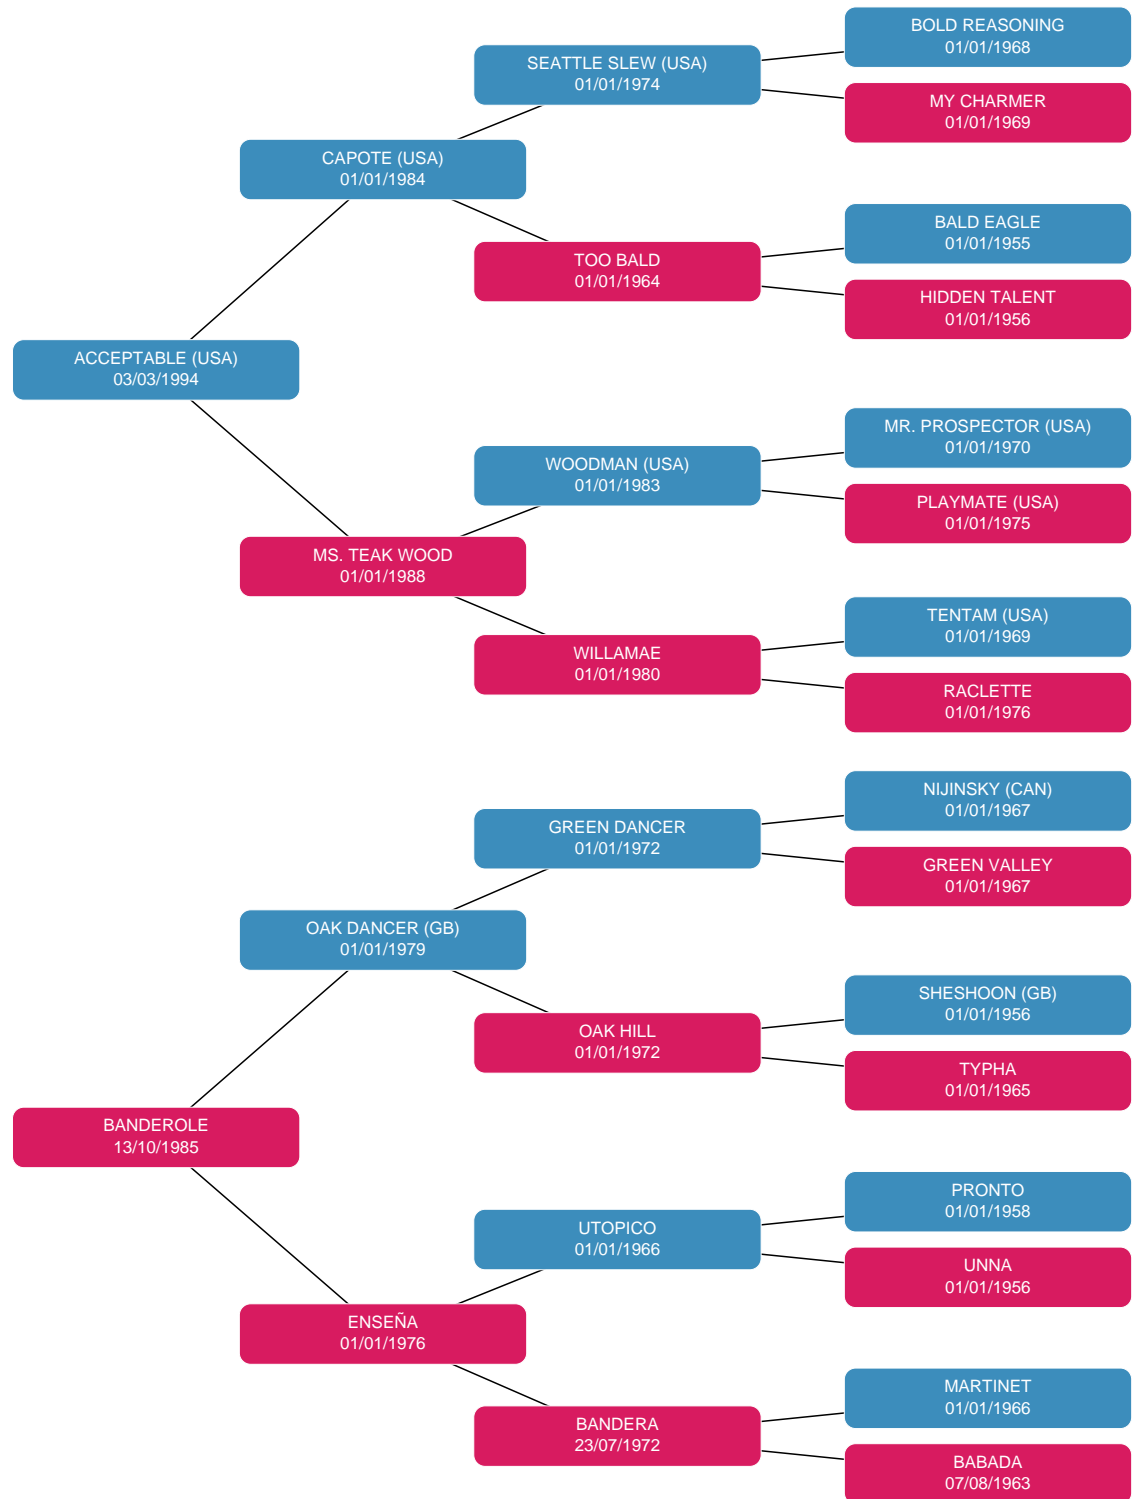 BOLD REASONING
01/01/1968
SEATTLE SLEW (USA)
01/01/1974
MY CHARMER
01/01/1969
CAPOTE (USA)
01/01/1984
BALD EAGLE
01/01/1955
TOO BALD
01/01/1964
HIDDEN TALENT
01/01/1956
ACCEPTABLE (USA)
03/03/1994
MR. PROSPECTOR (USA)
01/01/1970
WOODMAN (USA)
01/01/1983
PLAYMATE (USA)
01/01/1975
MS. TEAK WOOD
01/01/1988
TENTAM (USA)
01/01/1969
WILLAMAE
01/01/1980
RACLETTE
01/01/1976
NIJINSKY (CAN)
01/01/1967
GREEN DANCER
01/01/1972
GREEN VALLEY
01/01/1967
OAK DANCER (GB)
01/01/1979
SHESHOON (GB)
01/01/1956
OAK HILL
01/01/1972
TYPHA
01/01/1965
BANDEROLE
13/10/1985
PRONTO
01/01/1958
UTOPICO
01/01/1966
UNNA
01/01/1956
ENSEÑA
01/01/1976
MARTINET
01/01/1966
BANDERA
23/07/1972
BABADA
07/08/1963